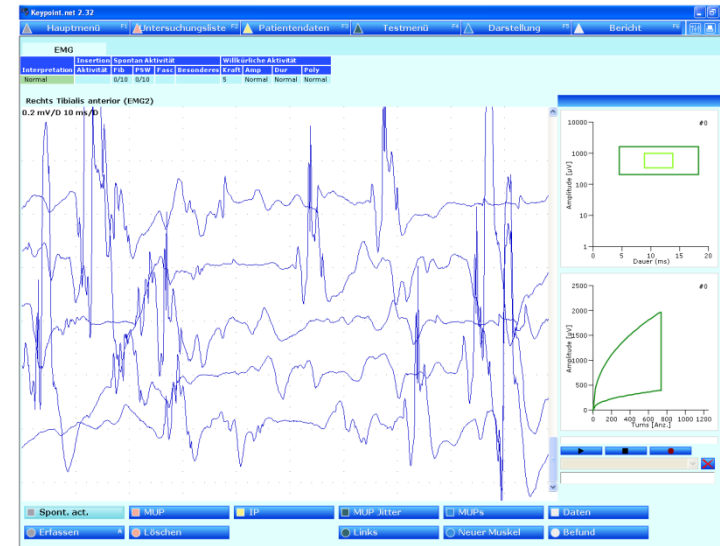 Keypoint.net 2.32
Hauptmenü F1 Untersuchungsliste F2 Patientendaten F3 Testmenü F4 Darstellung F5 Bericht F6
EMG
Insertion Spontan Aktivität Willkürliche Aktivität
Interpretation Aktivität Fib PSW Fasc Besonderes Kraft Amp Dur Poly
Normal 0/10 0/10 5 Normal Normal Normal
Rechts Tibialis anterior (EMG2)
0.2 mV/D 10 ms/D
#0
10000
1000
100
10
1
Amplitude [µV]
0 5 10 15 20
Dauer (ms)
#0
2500
2000
1500
1000
500
0
Amplitude [µV]
0 200 400 600 800 1000 1200
Turns [Anz.]
Spont. act. MUP IP MUP Jitter MUPs Daten
Erfassen Löschen Links Neuer Muskel Befund